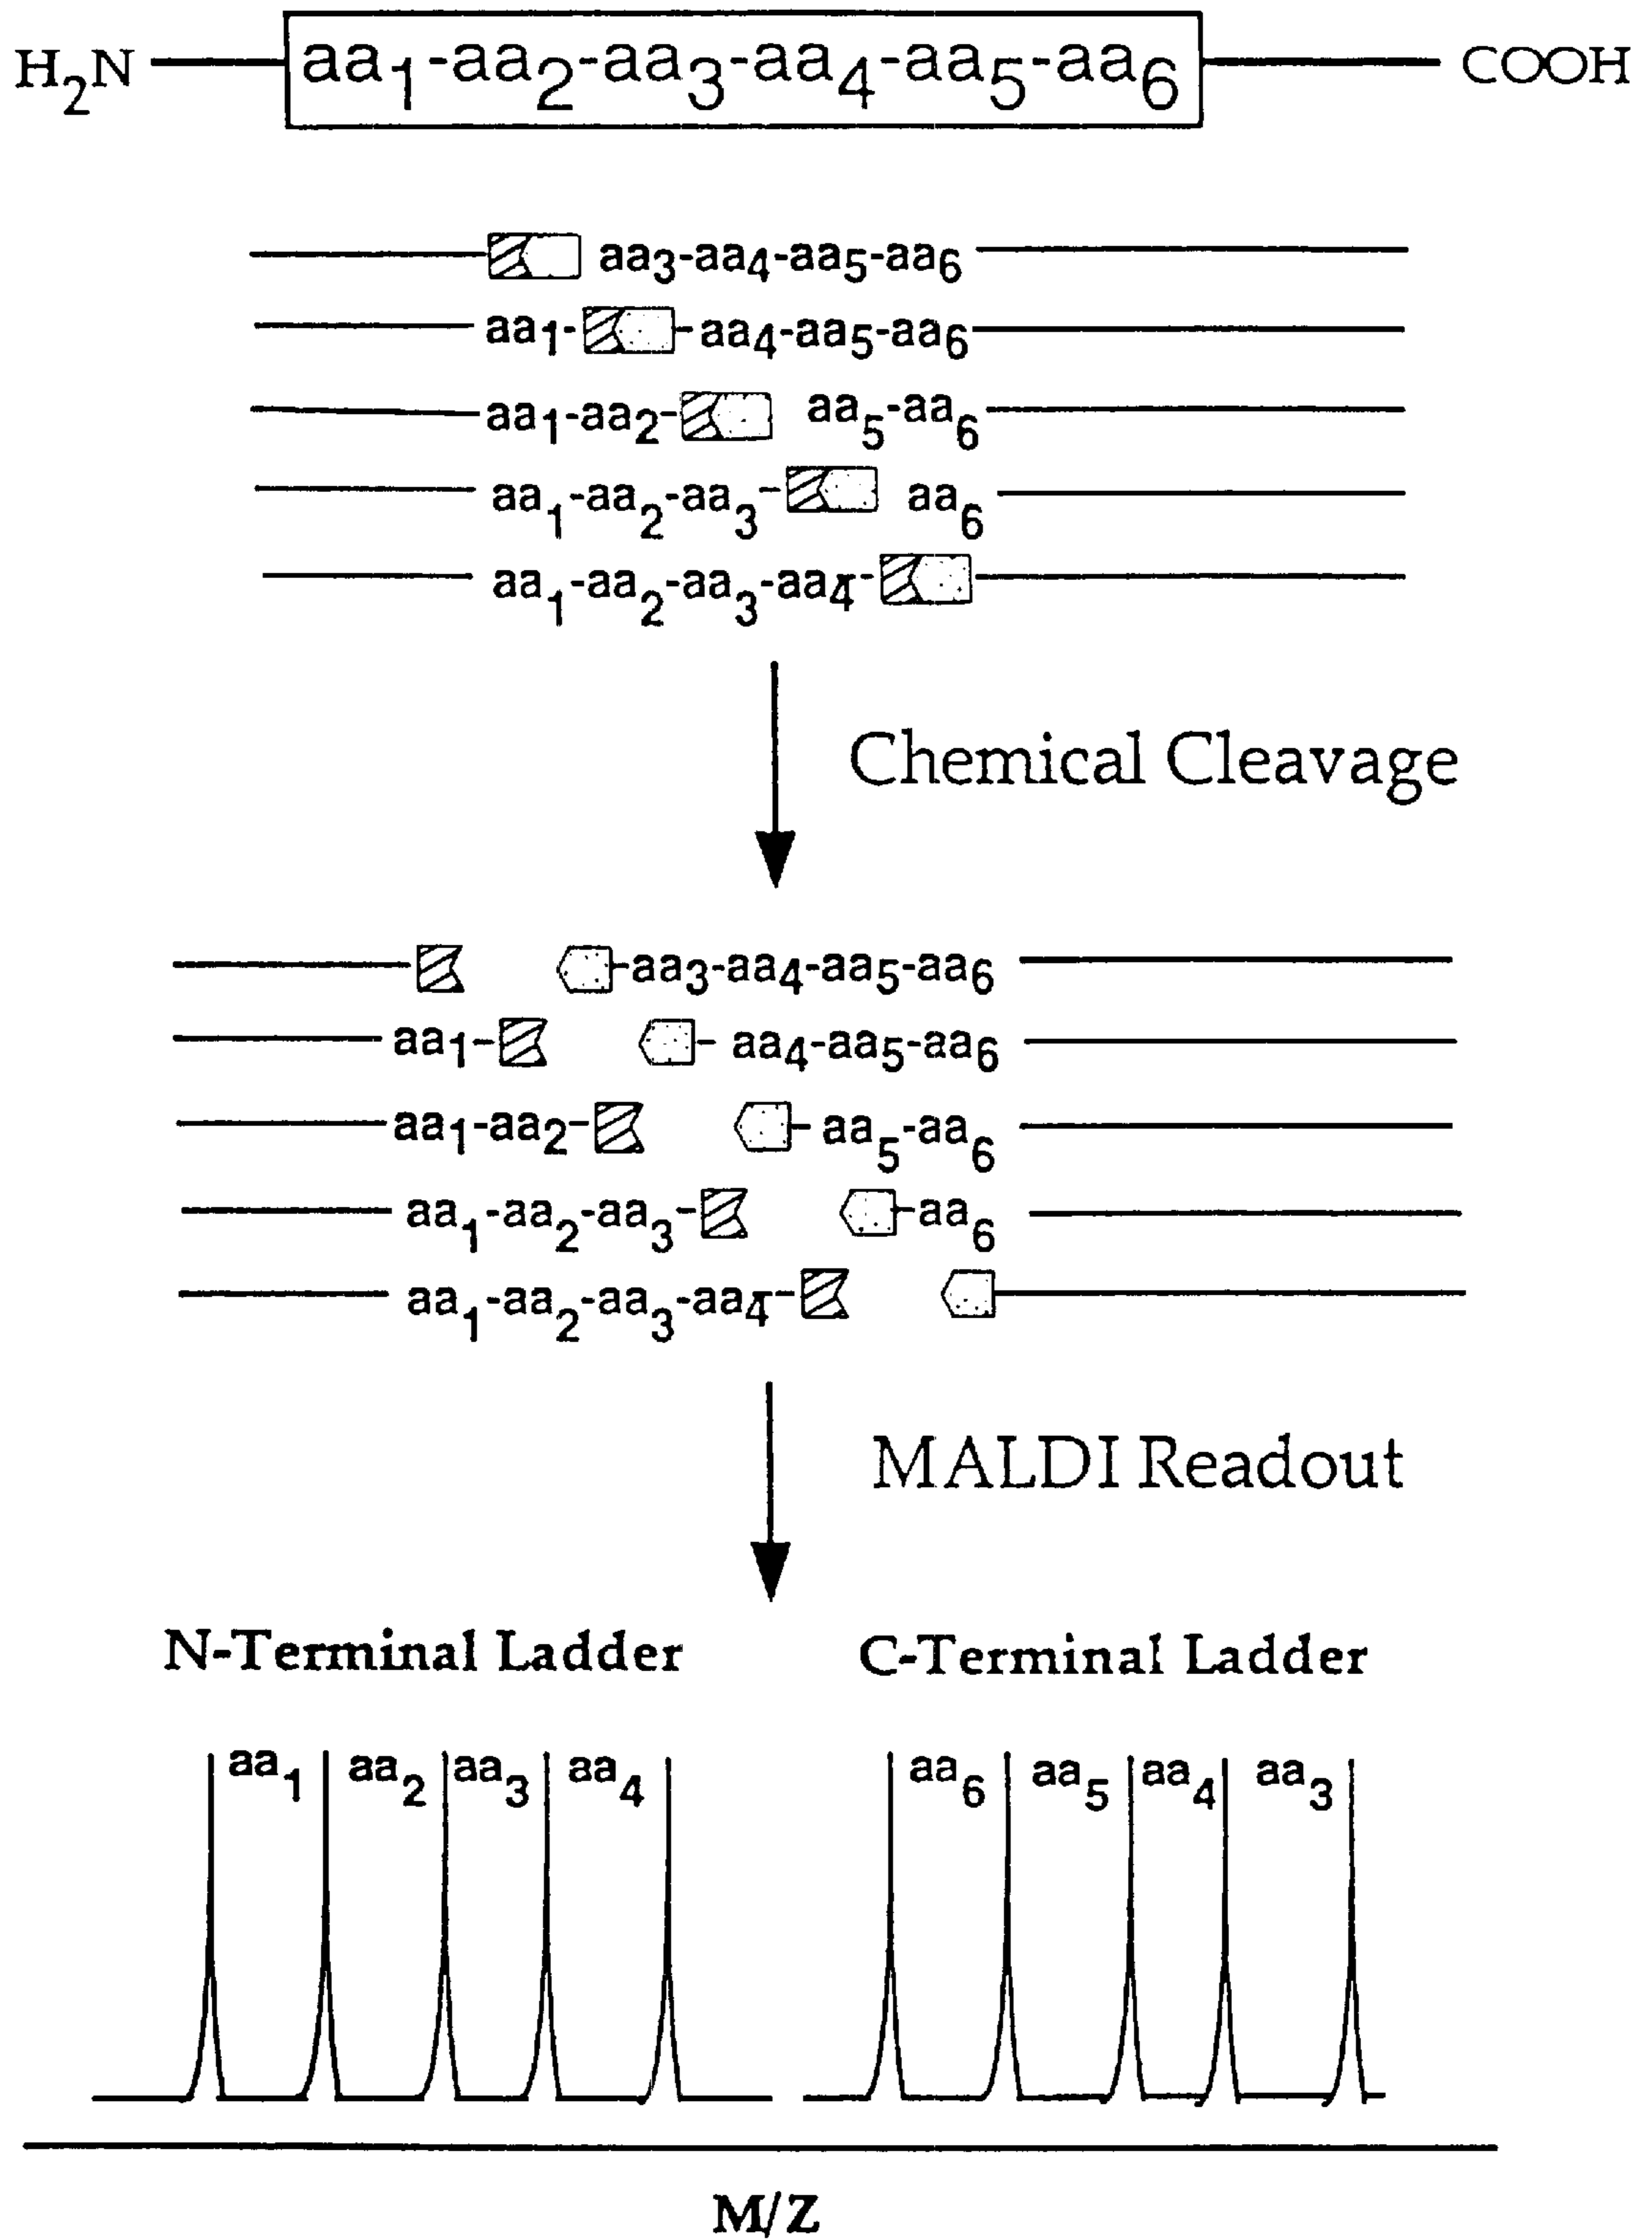 H₂N aa₁-aa₂-aa₃-aa₄-aa₅-aa₆ COOH
aa₃-aa₄-aa₅-aa₆
aa₁- -aa₄-aa₅-aa₆
aa₁-aa₂- aa₅-aa₆
aa₁-aa₂-aa₃- aa₆
aa₁-aa₂-aa₃-aa₄-
Chemical Cleavage
-aa₃-aa₄-aa₅-aa₆
aa₁- - aa₄-aa₅-aa₆
aa₁-aa₂- - aa₅-aa₆
aa₁-aa₂-aa₃- -aa₆
aa₁-aa₂-aa₃-aa₄-
MALDI Readout
N-Terminal Ladder C-Terminal Ladder
aa₁ aa₂ aa₃ aa₄ aa₆ aa₅ aa₄ aa₃
M/Z